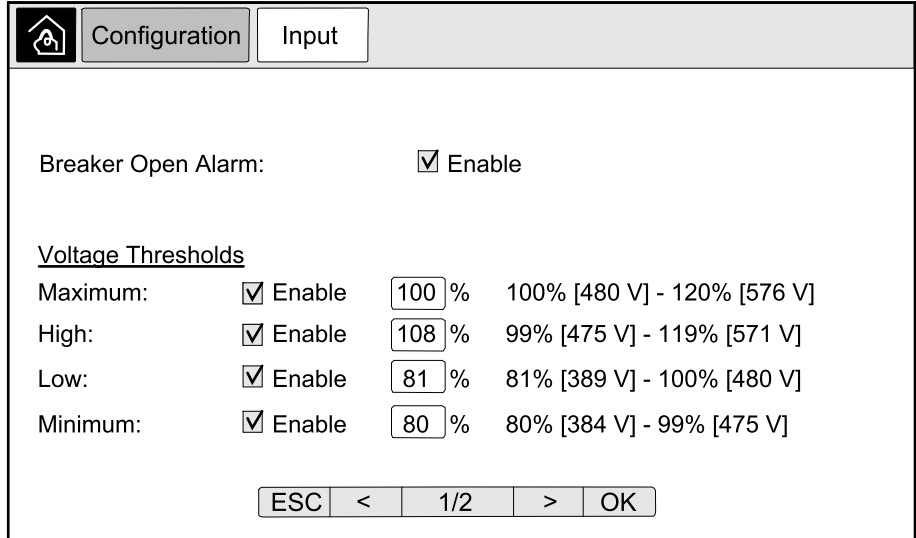 Configuration Input
Breaker Open Alarm: Enable
Voltage Thresholds
Maximum: Enable 100 % 100% [480 V] - 120% [576 V]
High: Enable 108 % 99% [475 V] - 119% [571 V]
Low: Enable 81 % 81% [389 V] - 100% [480 V]
Minimum: Enable 80 % 80% [384 V] - 99% [475 V]
ESC < 1/2 > OK